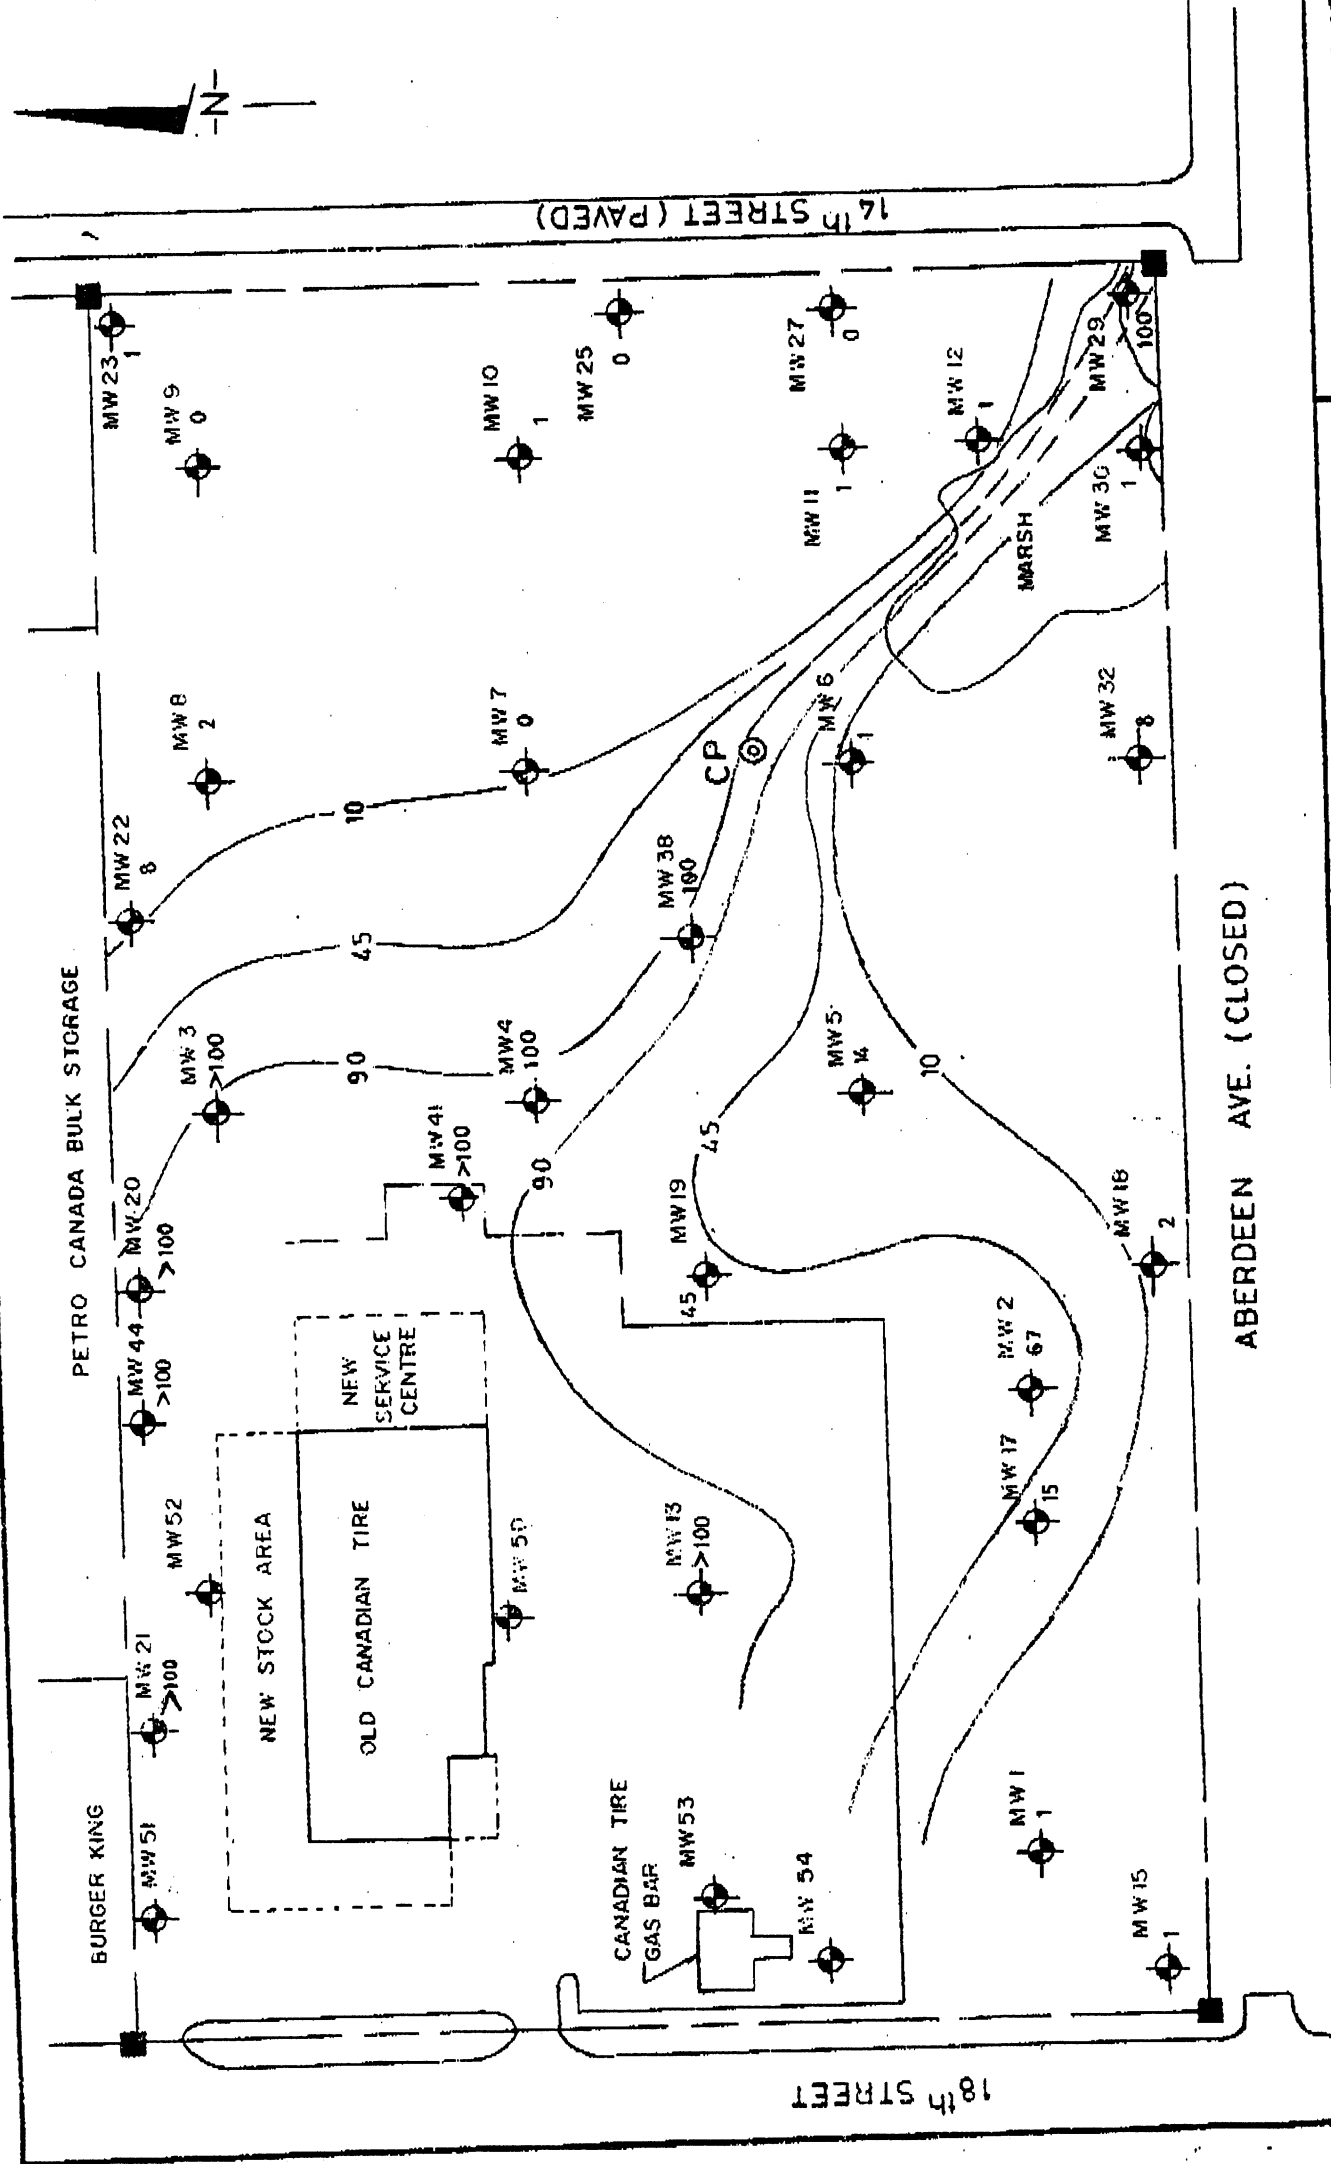 -N-
14th STREET (PAVED)
18th STREET
BURGER KING
PETRO CANADA BULK STORAGE
MW 51
MW 21
>100
MW 52
MW 44
>100
MW 20
>100
MW 3
>100
MW 22
8
MW 8
2
MW 9
0
MW 23
1
NEW STOCK AREA
OLD CANADIAN TIRE
NEW
SERVICE
CENTRE
90
45
10
MW 41
>100
MW 4
100
MW 7
0
MW 10
1
MW 25
0
MW 50
90
CANADIAN TIRE
GAS BAR
MW 53
MW 13
>100
MW 19
45
45
MW 38
100
CP
MW 54
MW 5
14
MW 6
1
MW 11
1
MW 27
0
10
MW 12
1
MW 1
1
MW 17
15
MW 2
67
MARSH
MW 15
1
MW 18
2
MW 32
8
MW 30
1
MW 29
100
ABERDEEN AVE. (CLOSED)